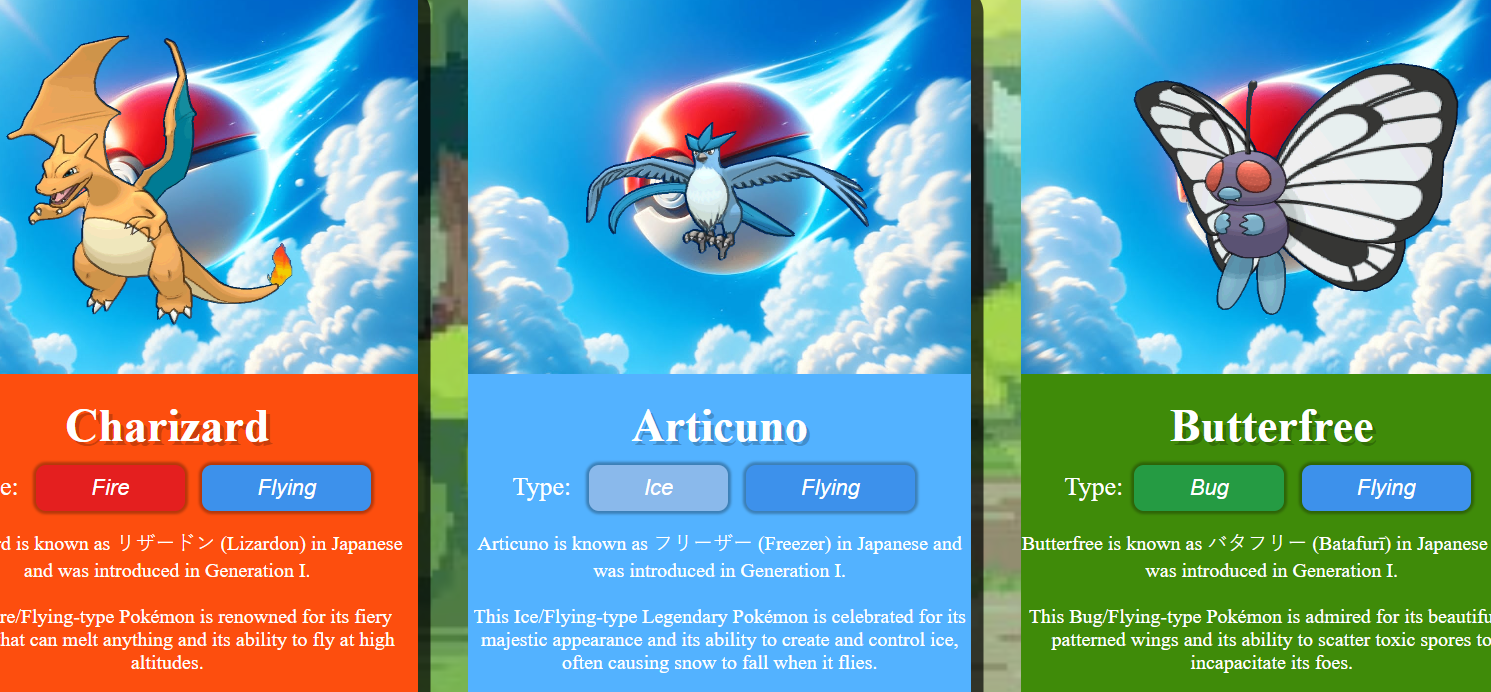 Charizard
e: Fire Flying
d is known as リザードン (Lizardon) in Japanese
and was introduced in Generation I.
re/Flying-type Pokémon is renowned for its fiery
hat can melt anything and its ability to fly at high
altitudes.
Articuno
Type: Ice Flying
Articuno is known as フリーザー (Freezer) in Japanese and
was introduced in Generation I.
This Ice/Flying-type Legendary Pokémon is celebrated for its
majestic appearance and its ability to create and control ice,
often causing snow to fall when it flies.
Butterfree
Type: Bug Flying
Butterfree is known as バタフリー (Batafurī) in Japanese
was introduced in Generation I.
This Bug/Flying-type Pokémon is admired for its beautifu
patterned wings and its ability to scatter toxic spores to
incapacitate its foes.